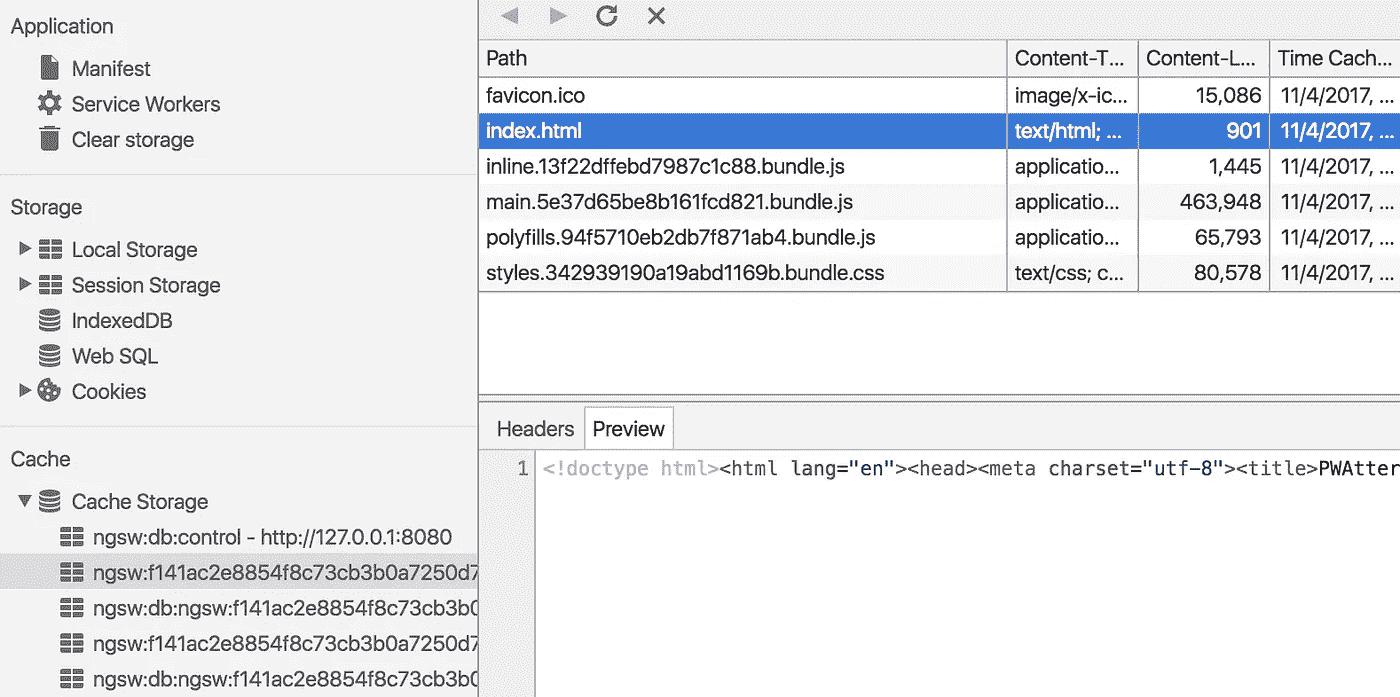 Application
Manifest
Service Workers
Clear storage
Storage
Local Storage
Session Storage
IndexedDB
Web SQL
Cookies
Cache
Cache Storage
ngsw:db:control - http://127.0.0.1:8080
ngsw:f141ac2e8854f8c73cb3b0a7250d7
ngsw:db:ngsw:f141ac2e8854f8c73cb3b0
ngsw:f141ac2e8854f8c73cb3b0a7250d7
ngsw:db:ngsw:f141ac2e8854f8c73cb3b0
Path Content-T... Content-L... Time Cach...
favicon.ico image/x-ic... 15,086 11/4/2017, ...
index.html text/html; ... 901 11/4/2017, ...
inline.13f22dffebd7987c1c88.bundle.js applicatio... 1,445 11/4/2017, ...
main.5e37d65be8b161fcd821.bundle.js applicatio... 463,948 11/4/2017, ...
polyfills.94f5710eb2db7f871ab4.bundle.js applicatio... 65,793 11/4/2017, ...
styles.342939190a19abd1169b.bundle.css text/css; c... 80,578 11/4/2017, ...
Headers Preview
1 <!doctype html><html lang="en"><head><meta charset="utf-8"><title>PWAtter